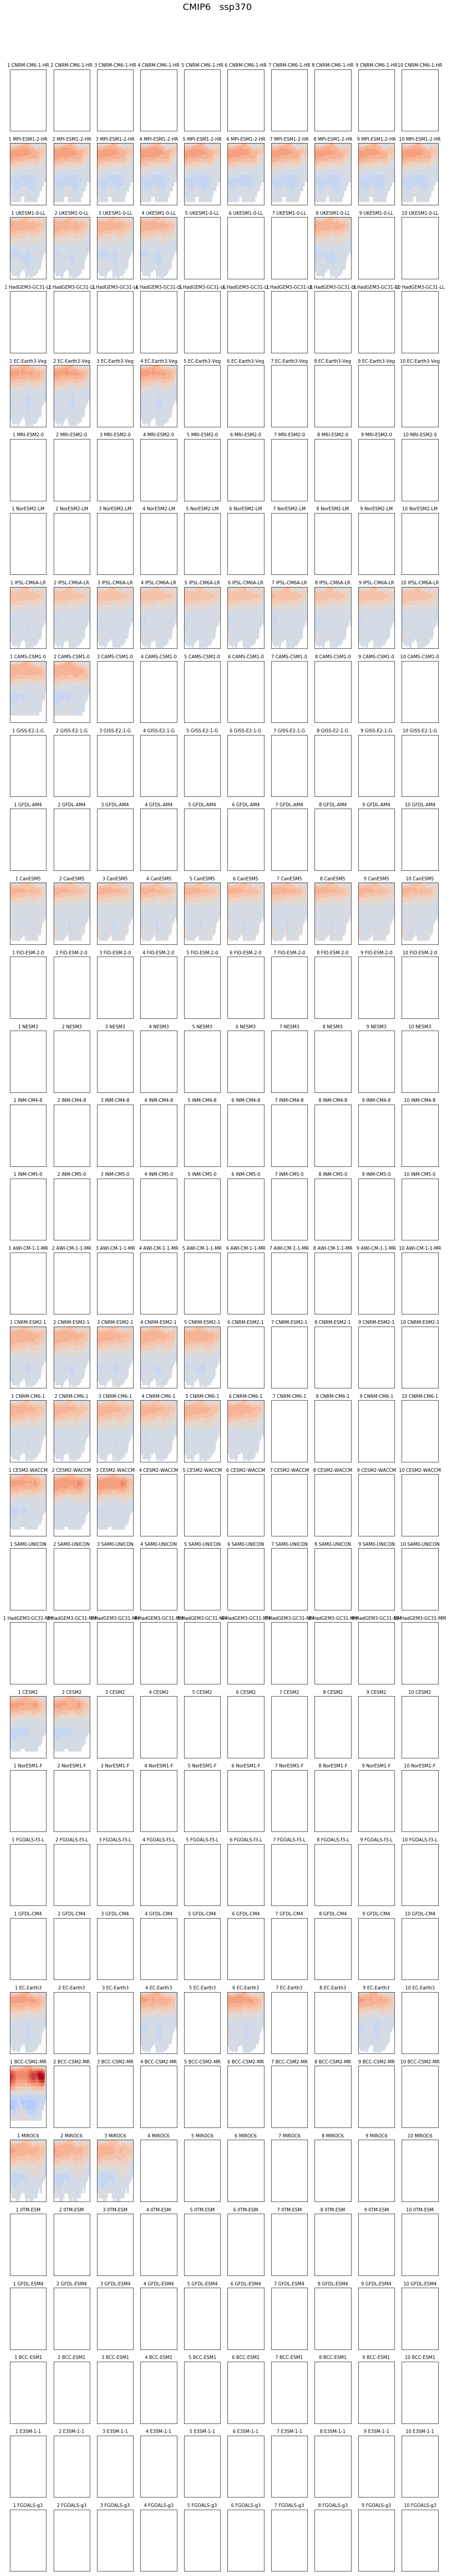 CMIP6   ssp370
1 CNRM-CM6-1-HR 2 CNRM-CM6-1-HR 3 CNRM-CM6-1-HR 4 CNRM-CM6-1-HR 5 CNRM-CM6-1-HR 6 CNRM-CM6-1-HR 7 CNRM-CM6-1-HR 8 CNRM-CM6-1-HR 9 CNRM-CM6-1-HR 10 CNRM-CM6-1-HR
1 MPI-ESM1-2-HR 2 MPI-ESM1-2-HR 3 MPI-ESM1-2-HR 4 MPI-ESM1-2-HR 5 MPI-ESM1-2-HR 6 MPI-ESM1-2-HR 7 MPI-ESM1-2-HR 8 MPI-ESM1-2-HR 9 MPI-ESM1-2-HR 10 MPI-ESM1-2-HR
1 UKESM1-0-LL 2 UKESM1-0-LL 3 UKESM1-0-LL 4 UKESM1-0-LL 5 UKESM1-0-LL 6 UKESM1-0-LL 7 UKESM1-0-LL 8 UKESM1-0-LL 9 UKESM1-0-LL 10 UKESM1-0-LL
1 HadGEM3-GC31-LL HadGEM3-GC31-LL HadGEM3-GC31-LL HadGEM3-GC31-LL HadGEM3-GC31-LL HadGEM3-GC31-LL HadGEM3-GC31-LL HadGEM3-GC31-LL HadGEM3-GC31-LL HadGEM3-GC31-LL
1 EC-Earth3-Veg 2 EC-Earth3-Veg 3 EC-Earth3-Veg 4 EC-Earth3-Veg 5 EC-Earth3-Veg 6 EC-Earth3-Veg 7 EC-Earth3-Veg 8 EC-Earth3-Veg 9 EC-Earth3-Veg 10 EC-Earth3-Veg
1 MRI-ESM2-0 2 MRI-ESM2-0 3 MRI-ESM2-0 4 MRI-ESM2-0 5 MRI-ESM2-0 6 MRI-ESM2-0 7 MRI-ESM2-0 8 MRI-ESM2-0 9 MRI-ESM2-0 10 MRI-ESM2-0
1 NorESM2-LM 2 NorESM2-LM 3 NorESM2-LM 4 NorESM2-LM 5 NorESM2-LM 6 NorESM2-LM 7 NorESM2-LM 8 NorESM2-LM 9 NorESM2-LM 10 NorESM2-LM
1 IPSL-CM6A-LR 2 IPSL-CM6A-LR 3 IPSL-CM6A-LR 4 IPSL-CM6A-LR 5 IPSL-CM6A-LR 6 IPSL-CM6A-LR 7 IPSL-CM6A-LR 8 IPSL-CM6A-LR 9 IPSL-CM6A-LR 10 IPSL-CM6A-LR
1 CAMS-CSM1-0 2 CAMS-CSM1-0 3 CAMS-CSM1-0 4 CAMS-CSM1-0 5 CAMS-CSM1-0 6 CAMS-CSM1-0 7 CAMS-CSM1-0 8 CAMS-CSM1-0 9 CAMS-CSM1-0 10 CAMS-CSM1-0
1 GISS-E2-1-G 2 GISS-E2-1-G 3 GISS-E2-1-G 4 GISS-E2-1-G 5 GISS-E2-1-G 6 GISS-E2-1-G 7 GISS-E2-1-G 8 GISS-E2-1-G 9 GISS-E2-1-G 10 GISS-E2-1-G
1 GFDL-AM4 2 GFDL-AM4 3 GFDL-AM4 4 GFDL-AM4 5 GFDL-AM4 6 GFDL-AM4 7 GFDL-AM4 8 GFDL-AM4 9 GFDL-AM4 10 GFDL-AM4
1 CanESM5 2 CanESM5 3 CanESM5 4 CanESM5 5 CanESM5 6 CanESM5 7 CanESM5 8 CanESM5 9 CanESM5 10 CanESM5
1 FIO-ESM-2-0 2 FIO-ESM-2-0 3 FIO-ESM-2-0 4 FIO-ESM-2-0 5 FIO-ESM-2-0 6 FIO-ESM-2-0 7 FIO-ESM-2-0 8 FIO-ESM-2-0 9 FIO-ESM-2-0 10 FIO-ESM-2-0
1 NESM3 2 NESM3 3 NESM3 4 NESM3 5 NESM3 6 NESM3 7 NESM3 8 NESM3 9 NESM3 10 NESM3
1 INM-CM4-8 2 INM-CM4-8 3 INM-CM4-8 4 INM-CM4-8 5 INM-CM4-8 6 INM-CM4-8 7 INM-CM4-8 8 INM-CM4-8 9 INM-CM4-8 10 INM-CM4-8
1 INM-CM5-0 2 INM-CM5-0 3 INM-CM5-0 4 INM-CM5-0 5 INM-CM5-0 6 INM-CM5-0 7 INM-CM5-0 8 INM-CM5-0 9 INM-CM5-0 10 INM-CM5-0
1 AWI-CM-1-1-MR 2 AWI-CM-1-1-MR 3 AWI-CM-1-1-MR 4 AWI-CM-1-1-MR 5 AWI-CM-1-1-MR 6 AWI-CM-1-1-MR 7 AWI-CM-1-1-MR 8 AWI-CM-1-1-MR 9 AWI-CM-1-1-MR 10 AWI-CM-1-1-MR
1 CNRM-ESM2-1 2 CNRM-ESM2-1 3 CNRM-ESM2-1 4 CNRM-ESM2-1 5 CNRM-ESM2-1 6 CNRM-ESM2-1 7 CNRM-ESM2-1 8 CNRM-ESM2-1 9 CNRM-ESM2-1 10 CNRM-ESM2-1
1 CNRM-CM6-1 2 CNRM-CM6-1 3 CNRM-CM6-1 4 CNRM-CM6-1 5 CNRM-CM6-1 6 CNRM-CM6-1 7 CNRM-CM6-1 8 CNRM-CM6-1 9 CNRM-CM6-1 10 CNRM-CM6-1
1 CESM2-WACCM 2 CESM2-WACCM 3 CESM2-WACCM 4 CESM2-WACCM 5 CESM2-WACCM 6 CESM2-WACCM 7 CESM2-WACCM 8 CESM2-WACCM 9 CESM2-WACCM 10 CESM2-WACCM
1 SAM0-UNICON 2 SAM0-UNICON 3 SAM0-UNICON 4 SAM0-UNICON 5 SAM0-UNICON 6 SAM0-UNICON 7 SAM0-UNICON 8 SAM0-UNICON 9 SAM0-UNICON 10 SAM0-UNICON
1 HadGEM3-GC31-MM HadGEM3-GC31-MM HadGEM3-GC31-MM HadGEM3-GC31-MM HadGEM3-GC31-MM HadGEM3-GC31-MM HadGEM3-GC31-MM HadGEM3-GC31-MM HadGEM3-GC31-MM HadGEM3-GC31-MM
1 CESM2 2 CESM2 3 CESM2 4 CESM2 5 CESM2 6 CESM2 7 CESM2 8 CESM2 9 CESM2 10 CESM2
1 NorESM1-F 2 NorESM1-F 3 NorESM1-F 4 NorESM1-F 5 NorESM1-F 6 NorESM1-F 7 NorESM1-F 8 NorESM1-F 9 NorESM1-F 10 NorESM1-F
1 FGOALS-f3-L 2 FGOALS-f3-L 3 FGOALS-f3-L 4 FGOALS-f3-L 5 FGOALS-f3-L 6 FGOALS-f3-L 7 FGOALS-f3-L 8 FGOALS-f3-L 9 FGOALS-f3-L 10 FGOALS-f3-L
1 GFDL-CM4 2 GFDL-CM4 3 GFDL-CM4 4 GFDL-CM4 5 GFDL-CM4 6 GFDL-CM4 7 GFDL-CM4 8 GFDL-CM4 9 GFDL-CM4 10 GFDL-CM4
1 EC-Earth3 2 EC-Earth3 3 EC-Earth3 4 EC-Earth3 5 EC-Earth3 6 EC-Earth3 7 EC-Earth3 8 EC-Earth3 9 EC-Earth3 10 EC-Earth3
1 BCC-CSM2-MR 2 BCC-CSM2-MR 3 BCC-CSM2-MR 4 BCC-CSM2-MR 5 BCC-CSM2-MR 6 BCC-CSM2-MR 7 BCC-CSM2-MR 8 BCC-CSM2-MR 9 BCC-CSM2-MR 10 BCC-CSM2-MR
1 MIROC6 2 MIROC6 3 MIROC6 4 MIROC6 5 MIROC6 6 MIROC6 7 MIROC6 8 MIROC6 9 MIROC6 10 MIROC6
1 IITM-ESM 2 IITM-ESM 3 IITM-ESM 4 IITM-ESM 5 IITM-ESM 6 IITM-ESM 7 IITM-ESM 8 IITM-ESM 9 IITM-ESM 10 IITM-ESM
1 GFDL-ESM4 2 GFDL-ESM4 3 GFDL-ESM4 4 GFDL-ESM4 5 GFDL-ESM4 6 GFDL-ESM4 7 GFDL-ESM4 8 GFDL-ESM4 9 GFDL-ESM4 10 GFDL-ESM4
1 BCC-ESM1 2 BCC-ESM1 3 BCC-ESM1 4 BCC-ESM1 5 BCC-ESM1 6 BCC-ESM1 7 BCC-ESM1 8 BCC-ESM1 9 BCC-ESM1 10 BCC-ESM1
1 E3SM-1-1 2 E3SM-1-1 3 E3SM-1-1 4 E3SM-1-1 5 E3SM-1-1 6 E3SM-1-1 7 E3SM-1-1 8 E3SM-1-1 9 E3SM-1-1 10 E3SM-1-1
1 FGOALS-g3 2 FGOALS-g3 3 FGOALS-g3 4 FGOALS-g3 5 FGOALS-g3 6 FGOALS-g3 7 FGOALS-g3 8 FGOALS-g3 9 FGOALS-g3 10 FGOALS-g3